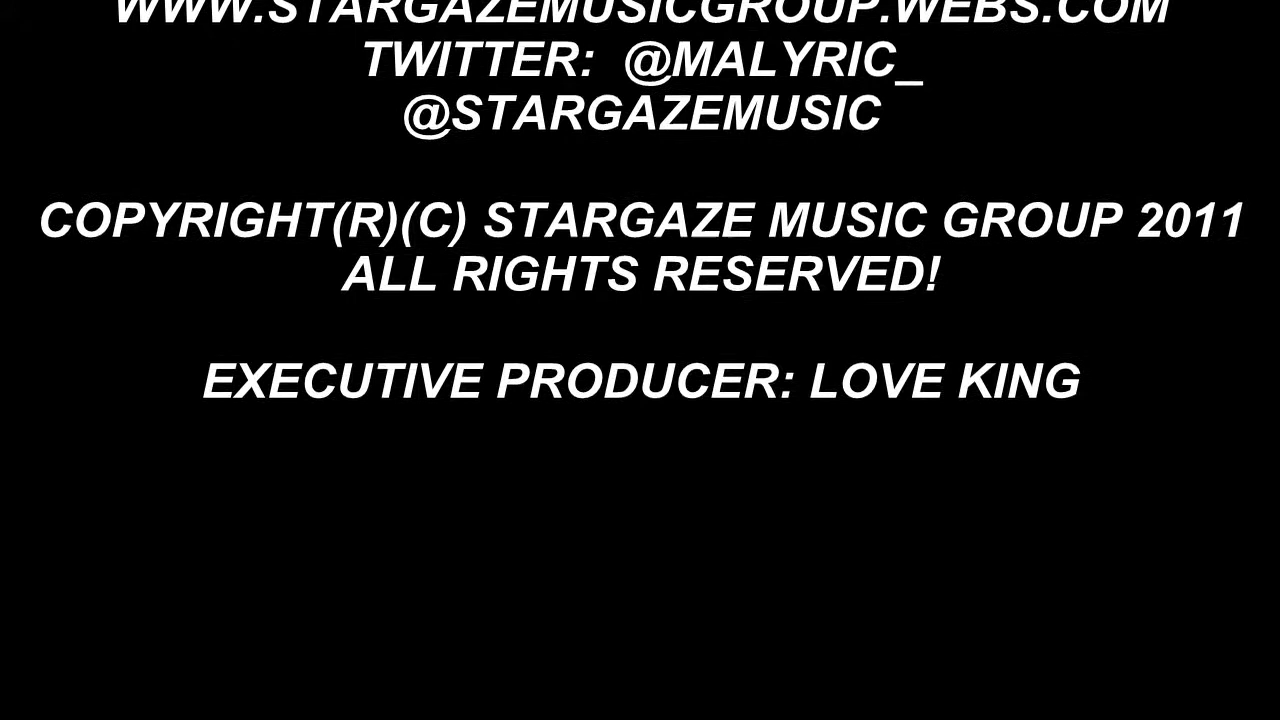 WWW.STARGAZEMUSICGROUP.WEBS.COM
TWITTER:  @MALYRIC_
@STARGAZEMUSIC
COPYRIGHT(R)(C) STARGAZE MUSIC GROUP 2011
ALL RIGHTS RESERVED!
EXECUTIVE PRODUCER: LOVE KING